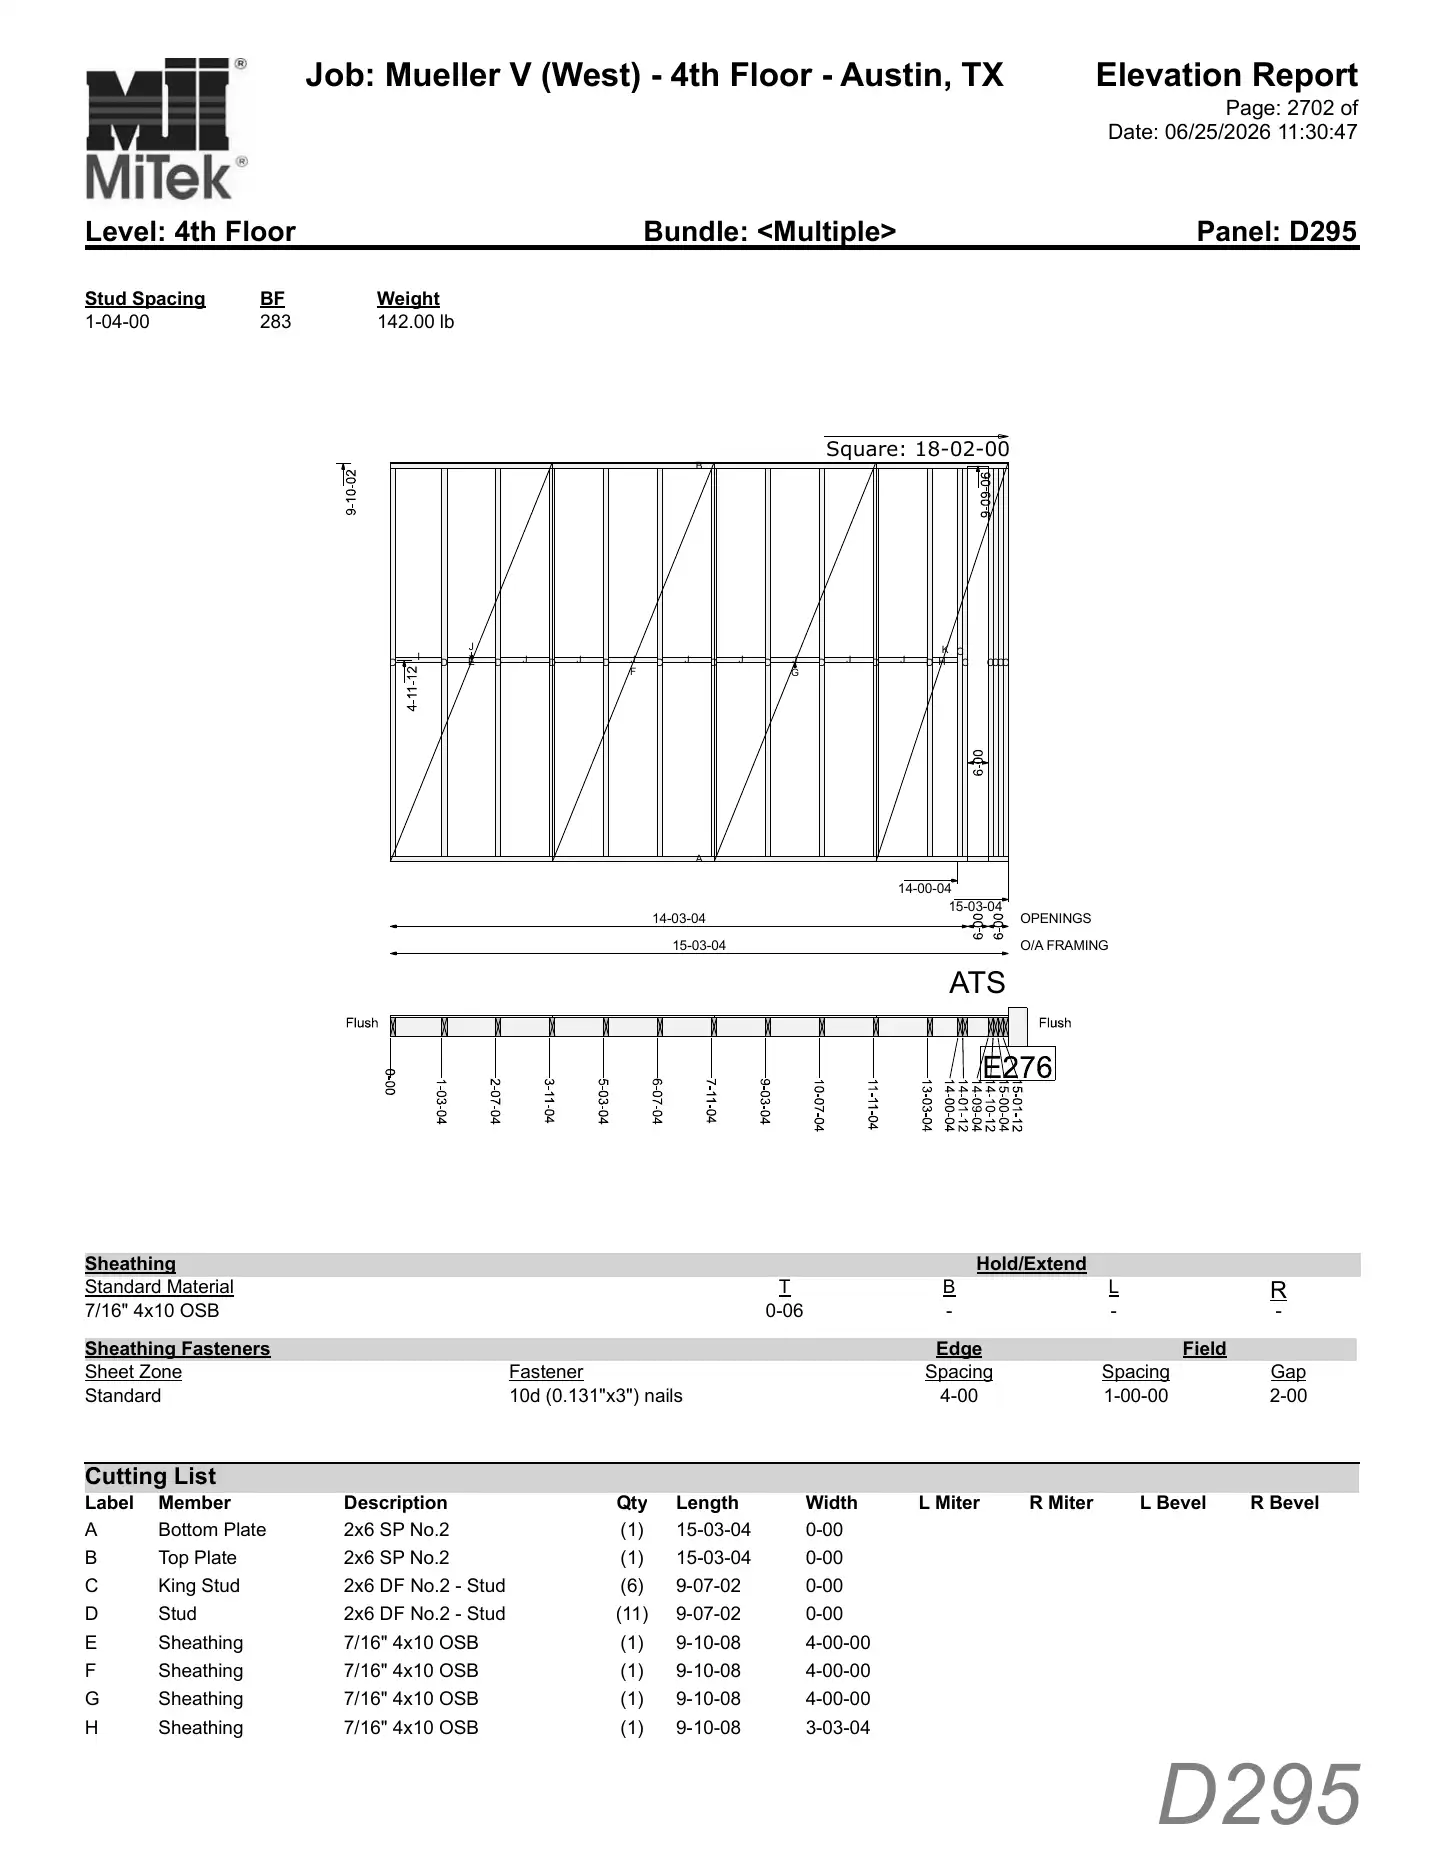 MiTek®
Job: Mueller V (West) - 4th Floor - Austin, TX
Elevation Report
Page: 2702 of
Date: 06/25/2026 11:30:47
Level: 4th Floor Bundle: <Multiple> Panel: D295
Stud Spacing BF Weight
1-04-00 283 142.00 lb
Square: 18-02-00
9-10-02
B
9-09-06
I J J J J J J J J K C
E F G H
4-11-12
6-00
A
14-00-04
15-03-04
14-03-04 6-00 6-00 OPENINGS
15-03-04 O/A FRAMING
ATS
Flush Flush
E276
0-00 1-03-04 2-07-04 3-11-04 5-03-04 6-07-04 7-11-04 9-03-04 10-07-04 11-11-04 13-03-04 14-00-04 14-01-12 14-09-04 14-10-12 15-00-04 15-01-12
Sheathing Hold/Extend
Standard Material T B L R
7/16" 4x10 OSB 0-06 - - -
Sheathing Fasteners Edge Field
Sheet Zone Fastener Spacing Spacing Gap
Standard 10d (0.131"x3") nails 4-00 1-00-00 2-00
Cutting List
Label Member Description Qty Length Width L Miter R Miter L Bevel R Bevel
A Bottom Plate 2x6 SP No.2 (1) 15-03-04 0-00
B Top Plate 2x6 SP No.2 (1) 15-03-04 0-00
C King Stud 2x6 DF No.2 - Stud (6) 9-07-02 0-00
D Stud 2x6 DF No.2 - Stud (11) 9-07-02 0-00
E Sheathing 7/16" 4x10 OSB (1) 9-10-08 4-00-00
F Sheathing 7/16" 4x10 OSB (1) 9-10-08 4-00-00
G Sheathing 7/16" 4x10 OSB (1) 9-10-08 4-00-00
H Sheathing 7/16" 4x10 OSB (1) 9-10-08 3-03-04
D295